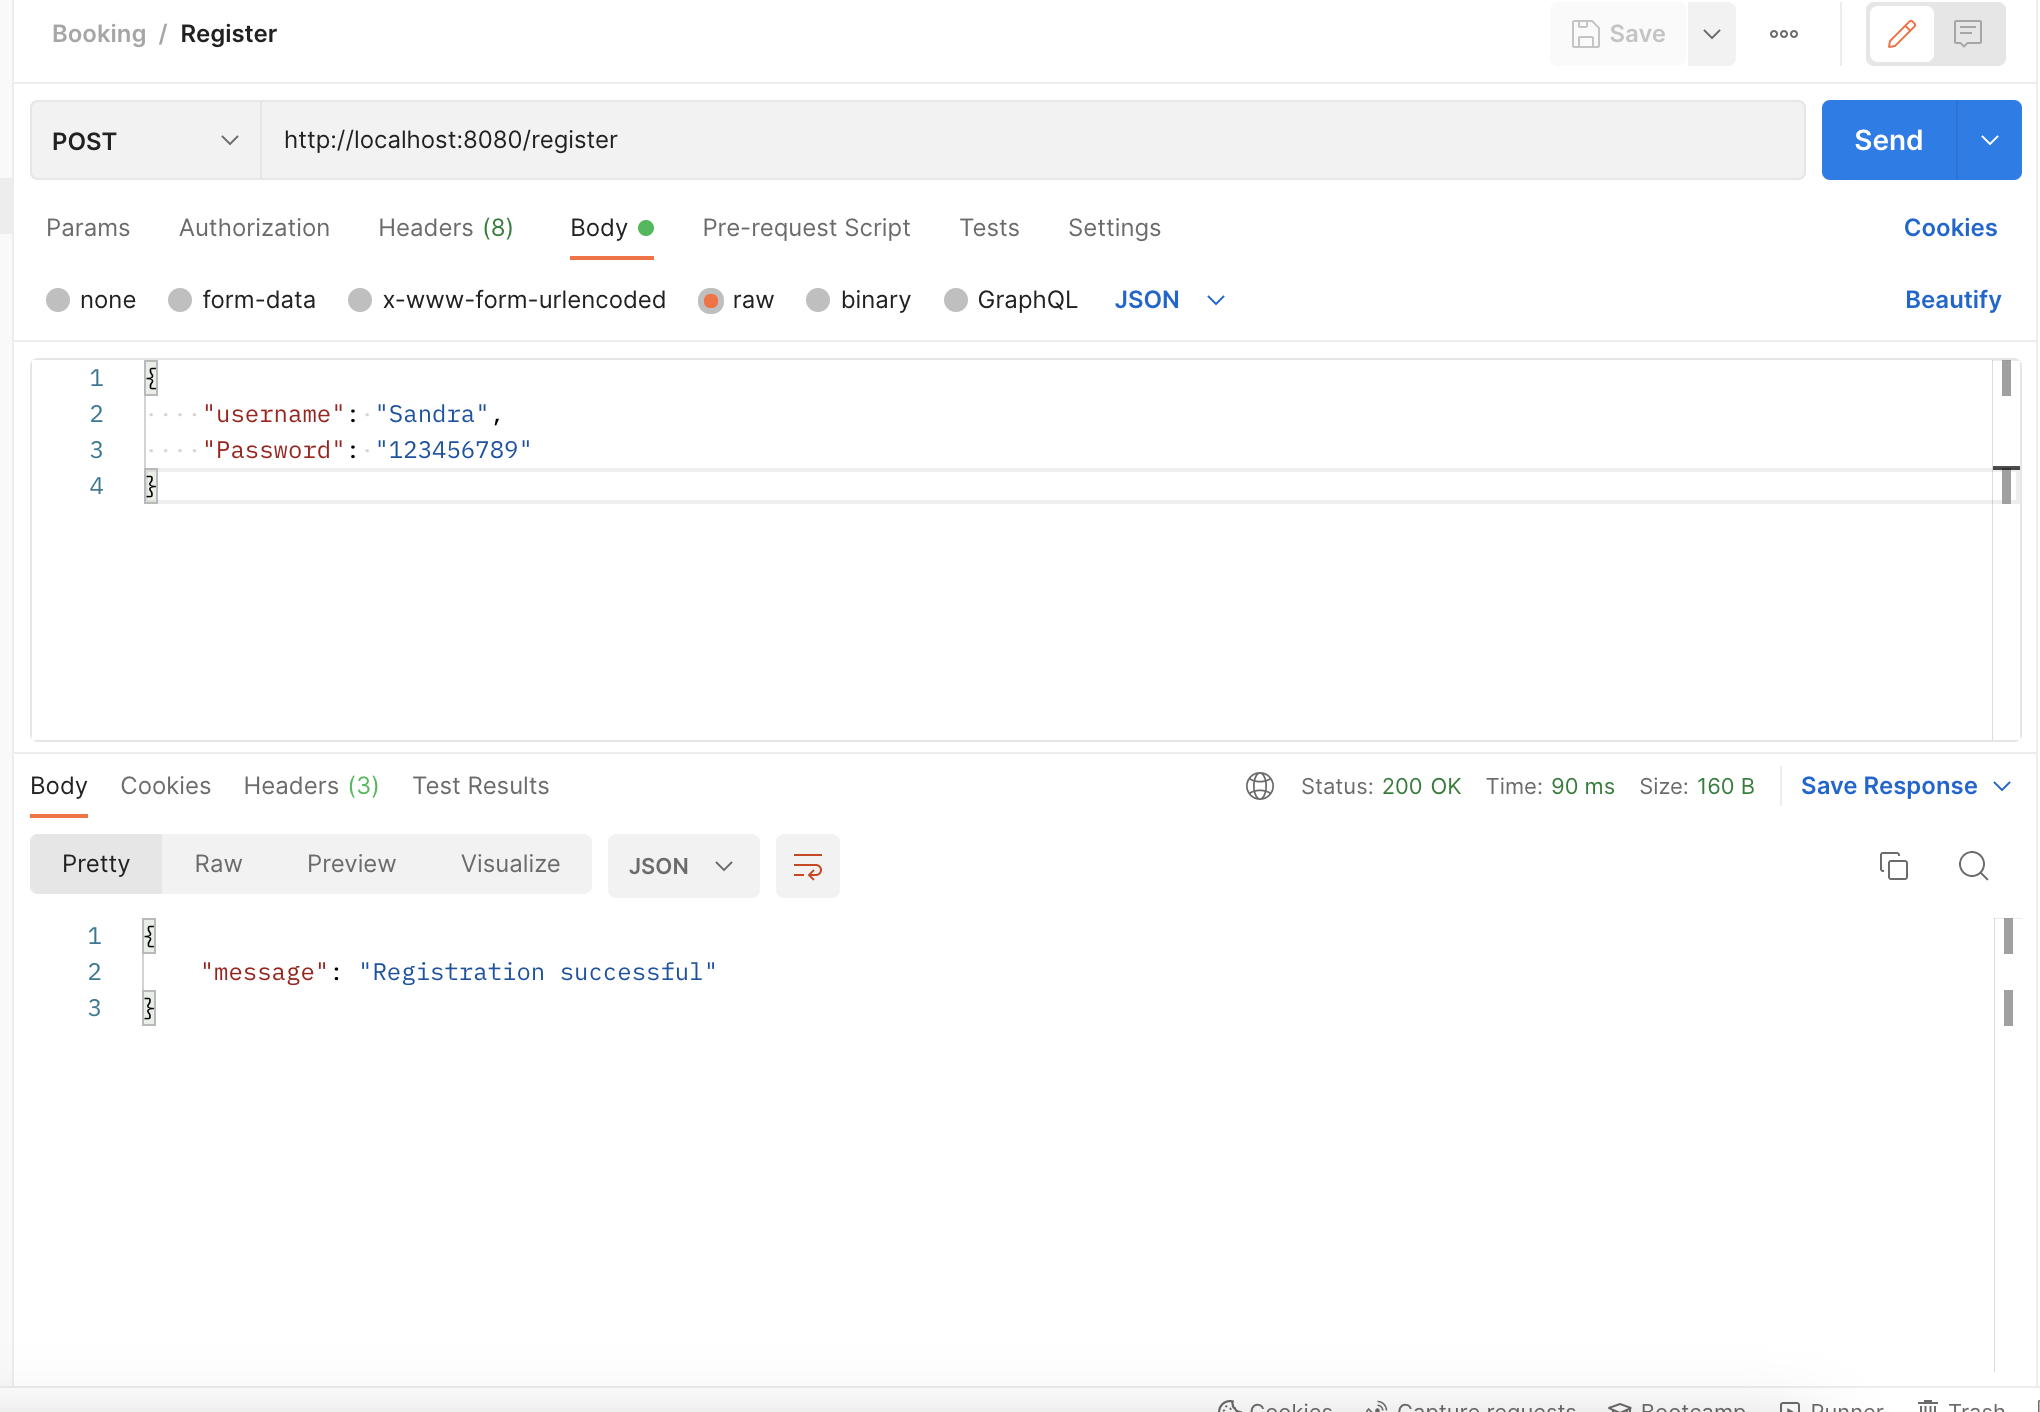 Booking / Register
Save
POST http://localhost:8080/register Send
Params Authorization Headers (8) Body Pre-request Script Tests Settings Cookies
none form-data x-www-form-urlencoded raw binary GraphQL JSON Beautify
1 {
2 "username": "Sandra",
3 "Password": "123456789"
4 }
Body Cookies Headers (3) Test Results Status: 200 OK Time: 90 ms Size: 160 B Save Response
Pretty Raw Preview Visualize JSON
1 {
2 "message": "Registration successful"
3 }
Cookies Capture requests Bootcamp Runner Trash